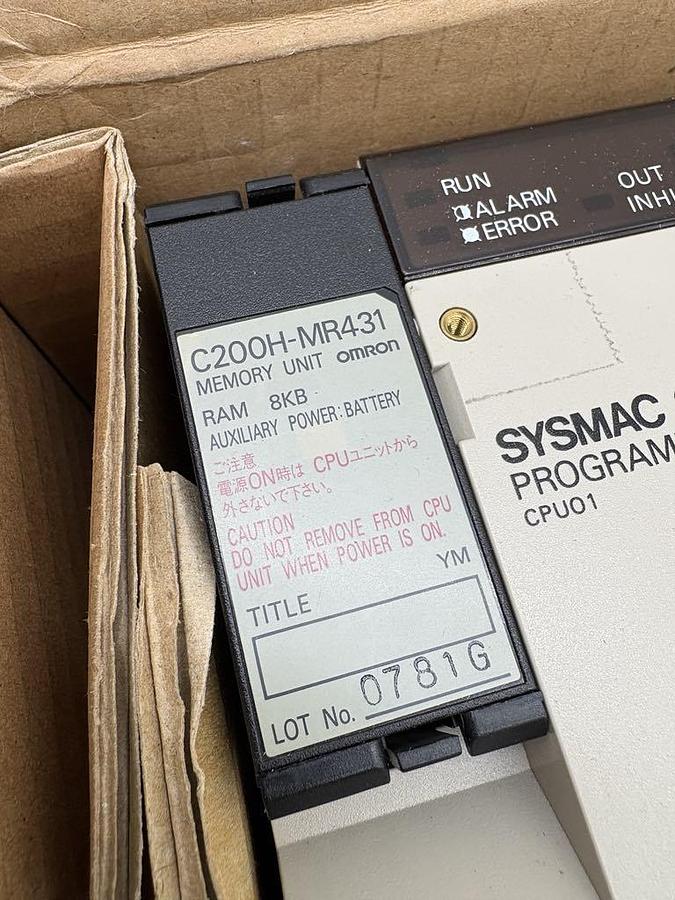 C200H-MR431
MEMORY UNIT omron
RAM 8KB
AUXILIARY POWER:BATTERY
ご注意
電源ON時は CPUユニットから
外さないで下さい。
CAUTION
DO NOT REMOVE FROM CPU
UNIT WHEN POWER IS ON.
YM
TITLE
LOT No. 0781G
RUN
ALARM
ERROR
OUT
INHI
SYSMAC
PROGRAM
CPU01